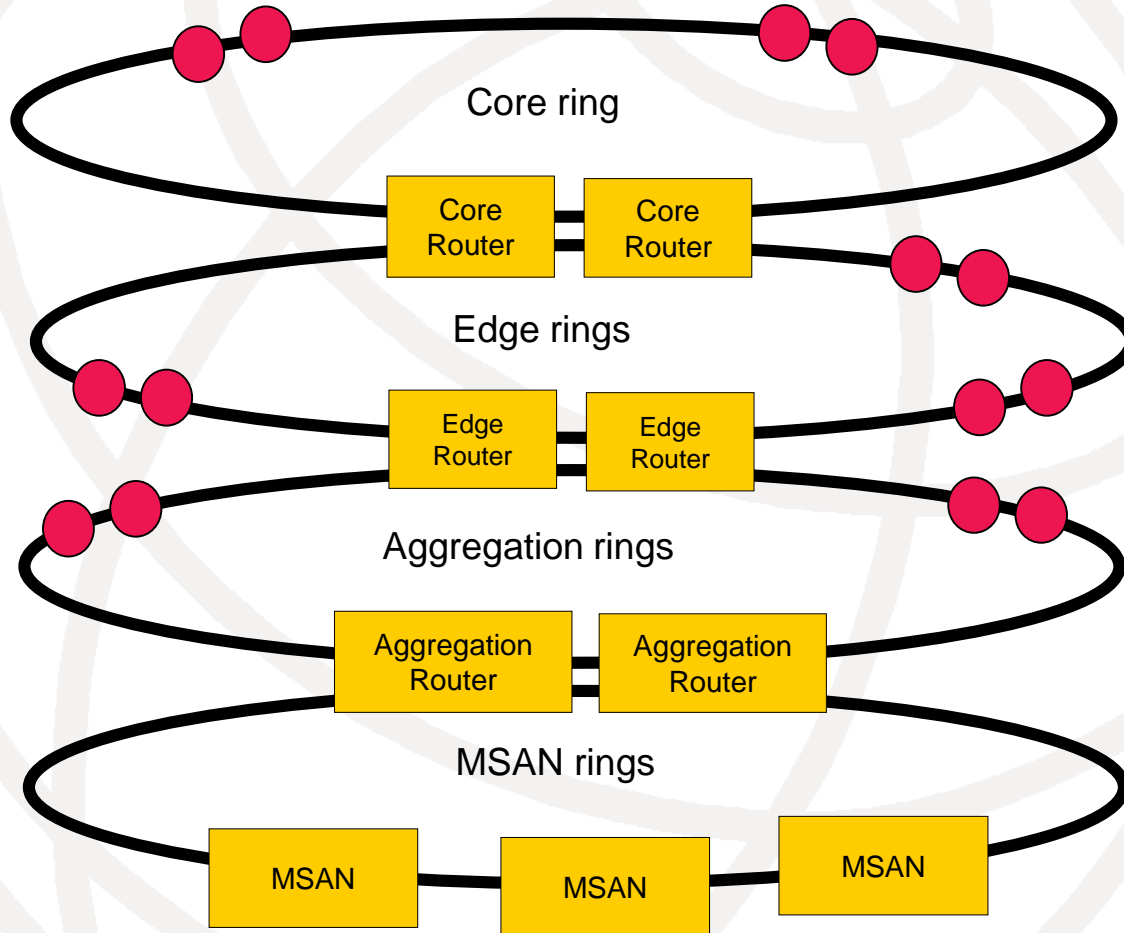 Core ring
Core
Router
Core
Router
Edge rings
Edge
Router
Edge
Router
Aggregation rings
Aggregation
Router
Aggregation
Router
MSAN rings
MSAN
MSAN
MSAN